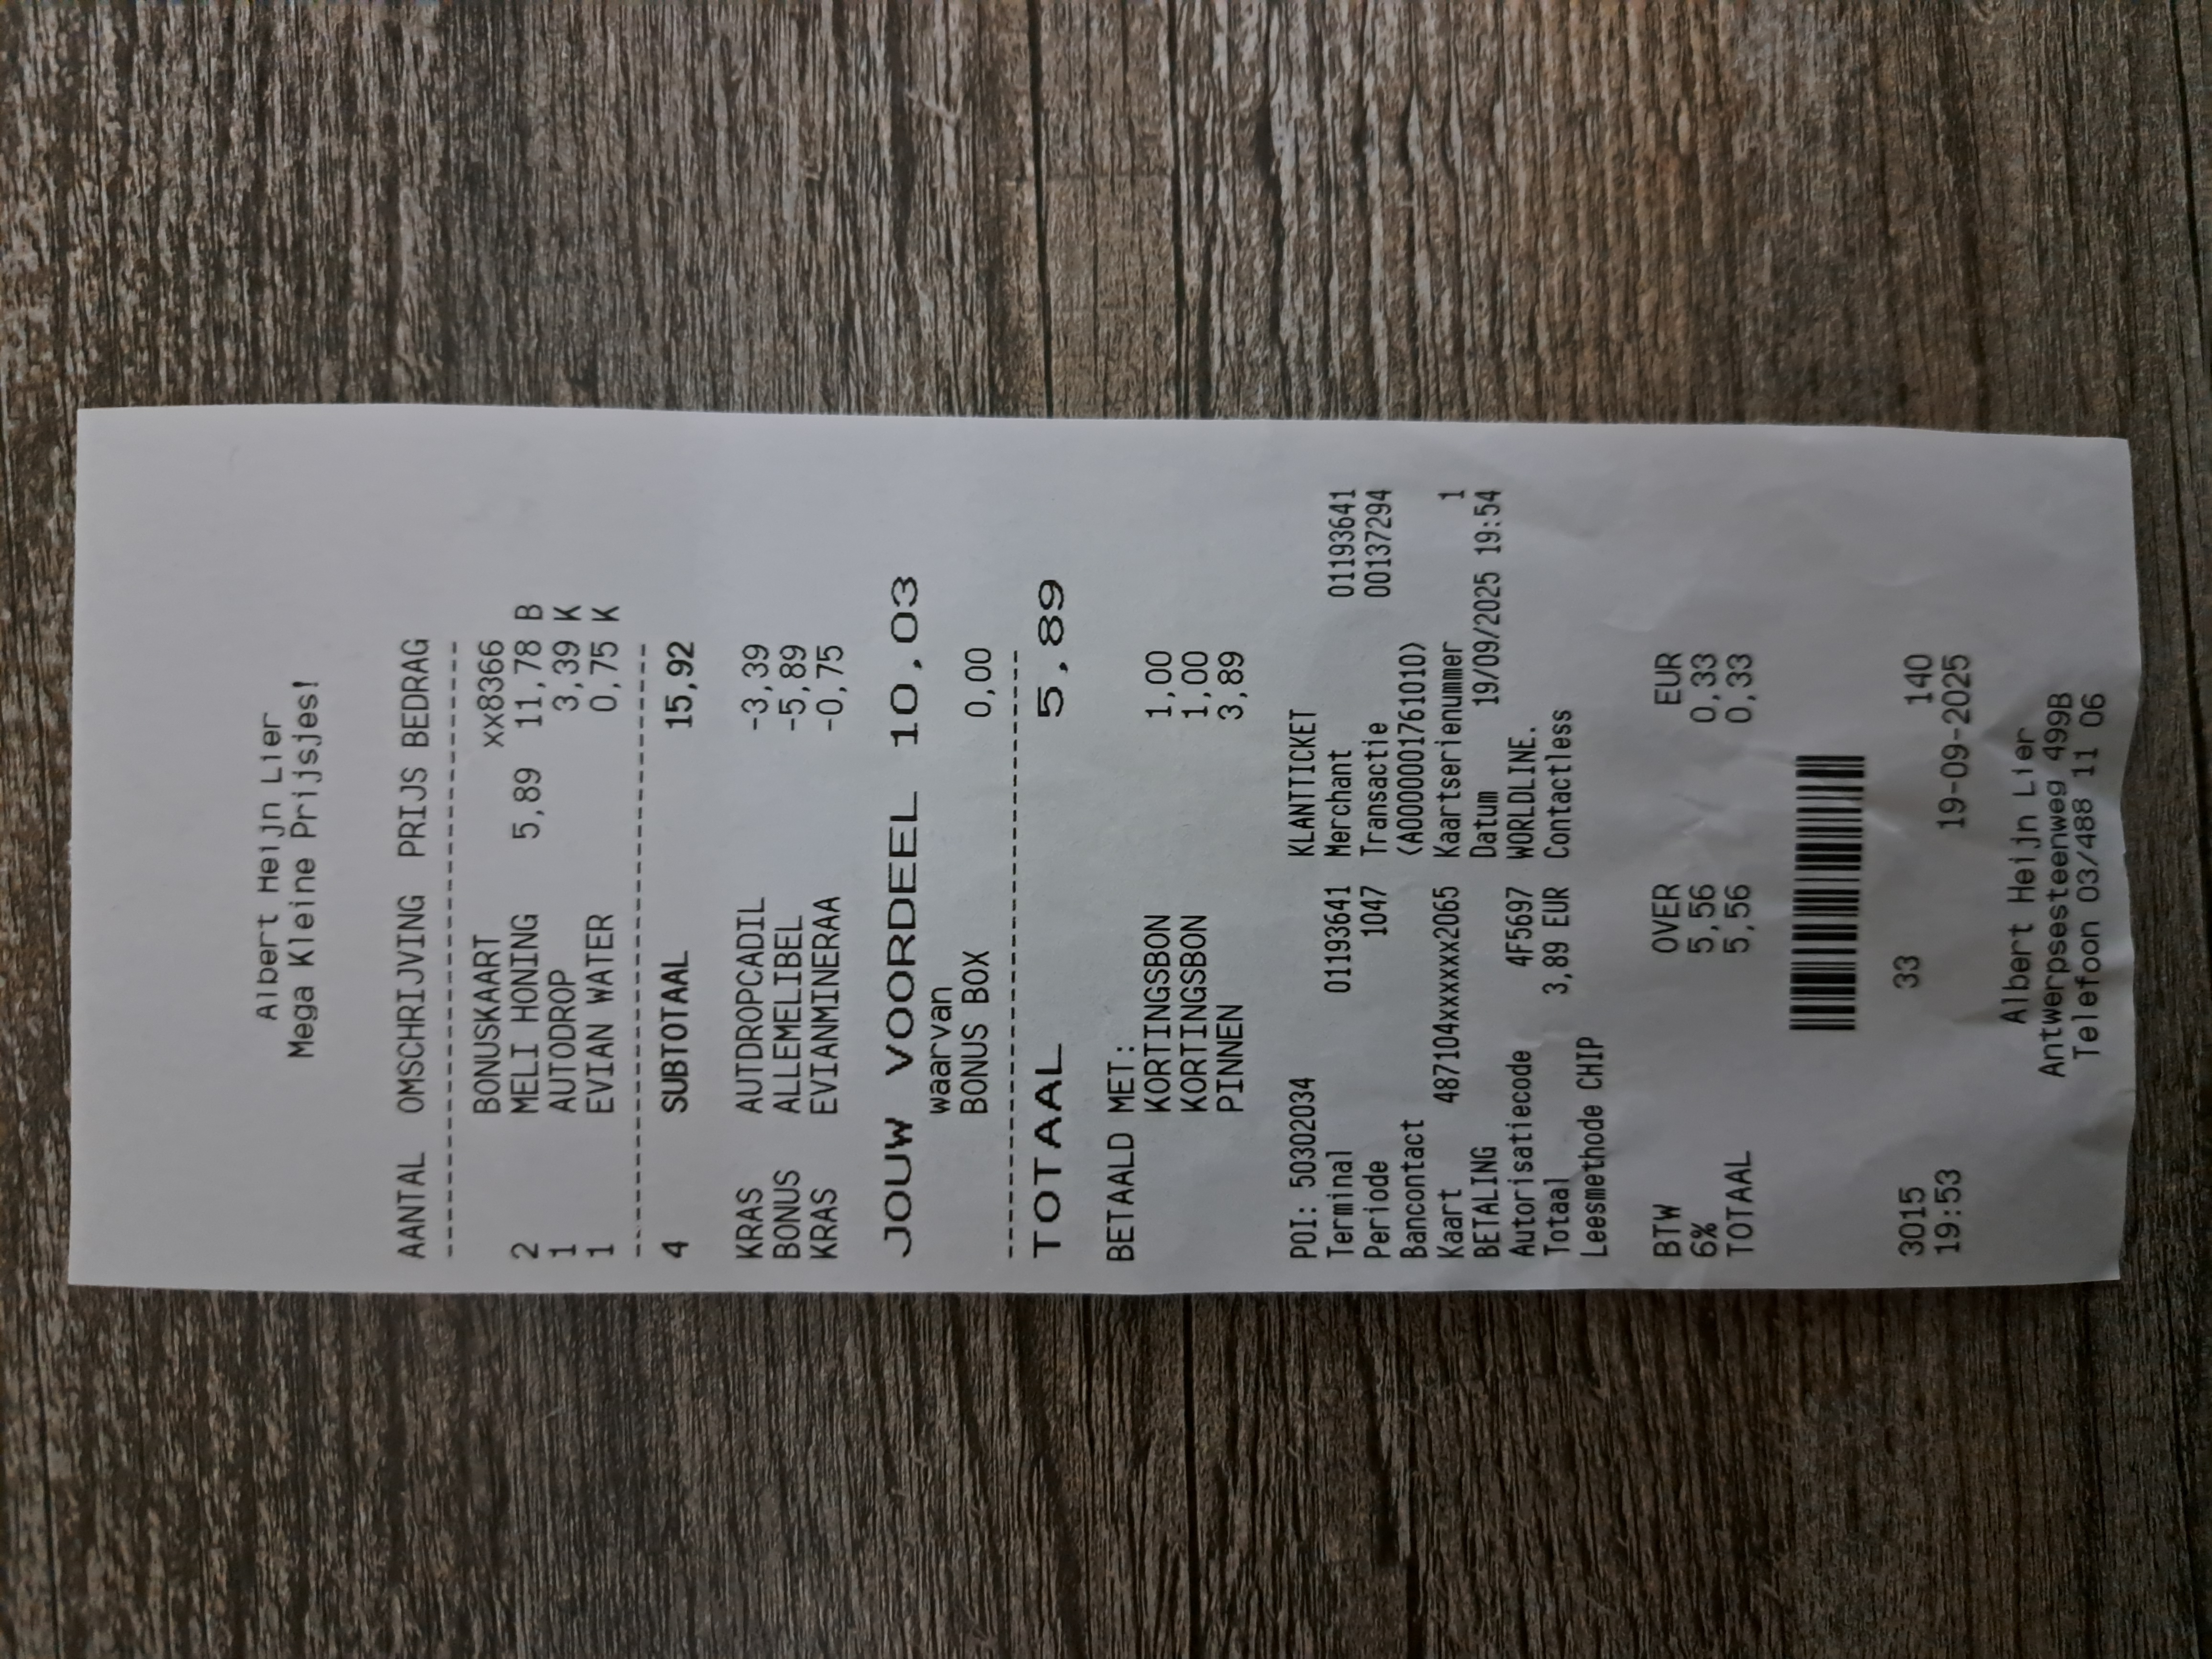 Albert Heijn Lier
Mega Kleine Prijsjes!
AANTAL OMSCHRIJVING PRIJS BEDRAG
--------------------------------
BONUSKAART xx8366
2 MELI HONING 5,89 11,78 B
1 AUTODROP 3,39 K
1 EVIAN WATER 0,75 K
--------------------------------
4 SUBTOTAAL 15,92
KRAS AUTDROPCADIL -3,39
BONUS ALLEMELIBEL -5,89
KRAS EVIANMINERAA -0,75
JOUW VOORDEEL 10,03
waarvan
BONUS BOX 0,00
--------------------------------
TOTAAL 5,89
BETAALD MET:
KORTINGSBON 1,00
KORTINGSBON 1,00
PINNEN 3,89
POI: 50302034 KLANTTICKET
Terminal 01193641 Merchant 01193641
Periode 1047 Transactie 00137294
Bancontact (A0000001761010)
Kaart 487104xxxxxxx2065 Kaartserienummer 1
BETALING Datum 19/09/2025 19:54
Autorisatiecode 4F5697 WORLDLINE.
Totaal 3,89 EUR Contactless
Leesmethode CHIP
BTW OVER EUR
6% 5,56 0,33
TOTAAL 5,56 0,33
3015 33 140
19:53 19-09-2025
Albert Heijn Lier
Antwerpsesteenweg 499B
Telefoon 03/488 11 06